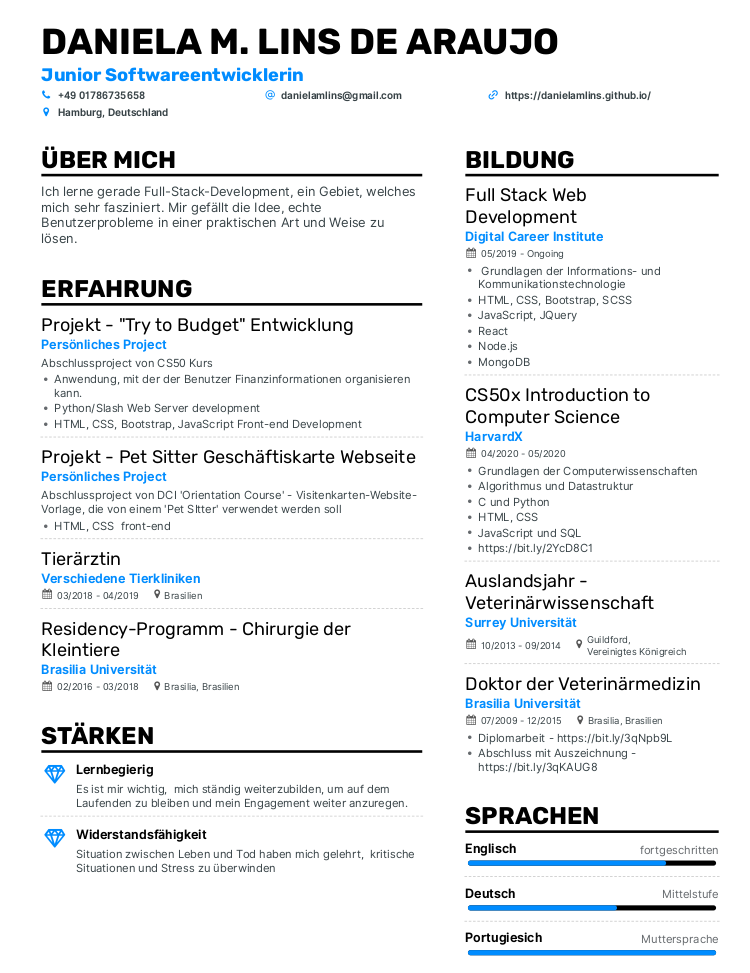 DANIELA M. LINS DE ARAUJO
Junior Softwareentwicklerin
+49 01786735658
danielamlins@gmail.com
https://danielamlins.github.io/
Hamburg, Deutschland
ÜBER MICH
Ich lerne gerade Full-Stack-Development, ein Gebiet, welches
mich sehr fasziniert. Mir gefällt die Idee, echte
Benutzerprobleme in einer praktischen Art und Weise zu
lösen.
ERFAHRUNG
Projekt - "Try to Budget" Entwicklung
Persönliches Project
Abschlussproject von CS50 Kurs
• Anwendung, mit der der Benutzer Finanzinformationen organisieren
kann.
• Python/Slash Web Server development
• HTML, CSS, Bootstrap, JavaScript Front-end Development
Projekt - Pet Sitter Geschäftiskarte Webseite
Persönliches Project
Abschlussproject von DCI 'Orientation Course' - Visitenkarten-Website-
Vorlage, die von einem 'Pet SItter' verwendet werden soll
• HTML, CSS front-end
Tierärztin
Verschiedene Tierkliniken
03/2018 - 04/2019 Brasilien
Residency-Programm - Chirurgie der
Kleintiere
Brasilia Universität
02/2016 - 03/2018 Brasilia, Brasilien
STÄRKEN
Lernbegierig
Es ist mir wichtig, mich ständig weiterzubilden, um auf dem
Laufenden zu bleiben und mein Engagement weiter anzuregen.
Widerstandsfähigkeit
Situation zwischen Leben und Tod haben mich gelehrt, kritische
Situationen und Stress zu überwinden
BILDUNG
Full Stack Web
Development
Digital Career Institute
05/2019 - Ongoing
• Grundlagen der Informations- und
Kommunikationstechnologie
• HTML, CSS, Bootstrap, SCSS
• JavaScript, JQuery
• React
• Node.js
• MongoDB
CS50x Introduction to
Computer Science
HarvardX
04/2020 - 05/2020
• Grundlagen der Computerwissenschaften
• Algorithmus und Datastruktur
• C und Python
• HTML, CSS
• JavaScript und SQL
• https://bit.ly/2YcD8C1
Auslandsjahr -
Veterinärwissenschaft
Surrey Universität
10/2013 - 09/2014 Guildford,
Vereinigtes Königreich
Doktor der Veterinärmedizin
Brasilia Universität
07/2009 - 12/2015 Brasilia, Brasilien
• Diplomarbeit - https://bit.ly/3qNpb9L
• Abschluss mit Auszeichnung -
https://bit.ly/3qKAUG8
SPRACHEN
Englisch fortgeschritten
Deutsch Mittelstufe
Portugiesich Muttersprache